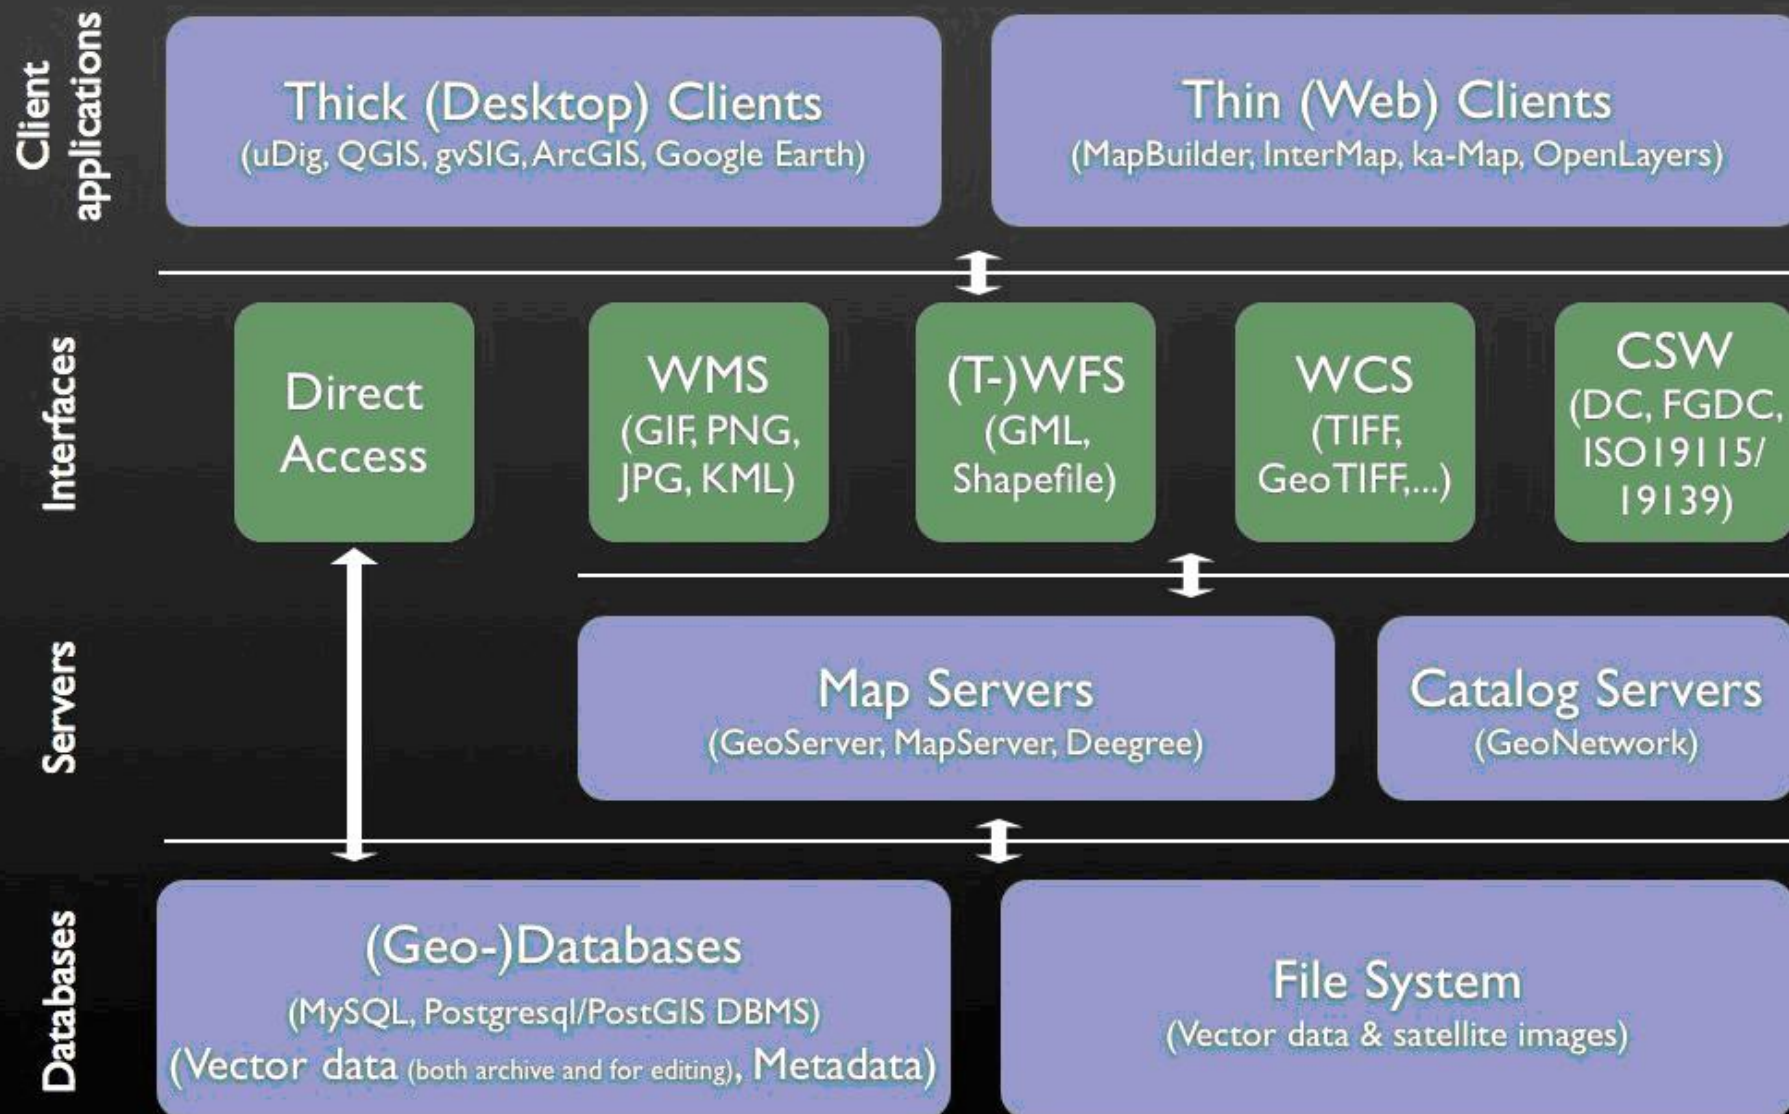 Client
applications
Thick (Desktop) Clients
(uDig, QGIS, gvSIG, ArcGIS, Google Earth)
Thin (Web) Clients
(MapBuilder, InterMap, ka-Map, OpenLayers)
Interfaces
Direct
Access
WMS
(GIF, PNG,
JPG, KML)
(T-)WFS
(GML,
Shapefile)
WCS
(TIFF,
GeoTIFF,...)
CSW
(DC, FGDC,
ISO19115/
19139)
Servers
Map Servers
(GeoServer, MapServer, Deegree)
Catalog Servers
(GeoNetwork)
Databases
(Geo-)Databases
(MySQL, Postgresql/PostGIS DBMS)
(Vector data (both archive and for editing), Metadata)
File System
(Vector data & satellite images)